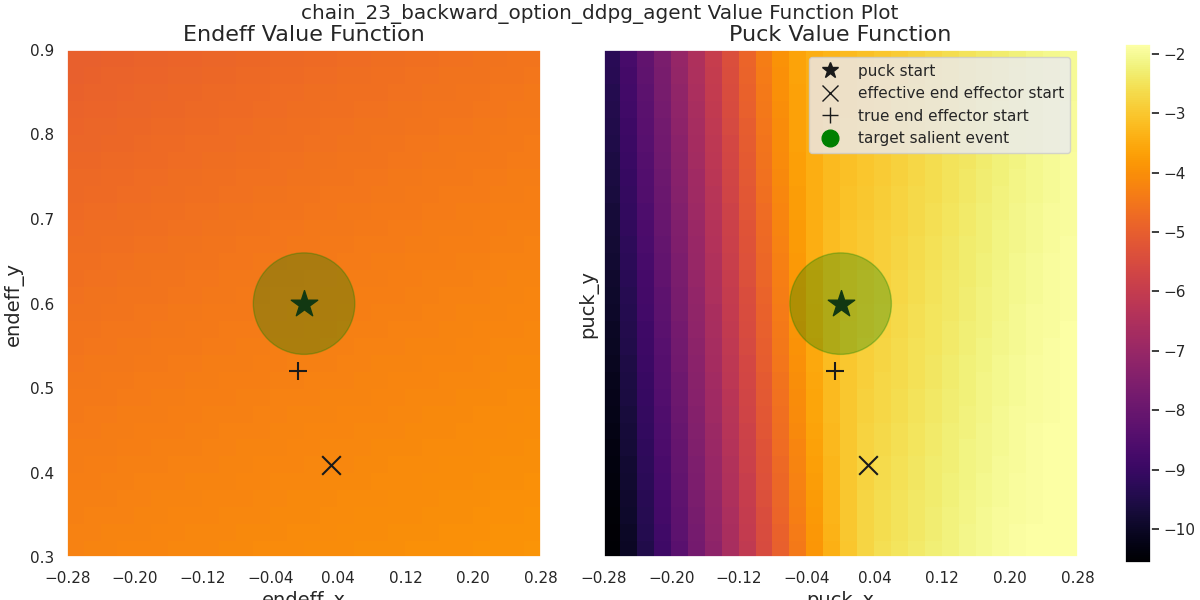 chain_23_backward_option_ddpg_agent Value Function Plot
Endeff Value Function
Puck Value Function
0.9
0.8
0.7
0.6
0.5
0.4
0.3
endeff_y
−0.28 −0.20 −0.12 −0.04 0.04 0.12 0.20 0.28
endeff_x
puck_y
puck start
effective end effector start
true end effector start
target salient event
−0.28 −0.20 −0.12 −0.04 0.04 0.12 0.20 0.28
puck_x
−2
−3
−4
−5
−6
−7
−8
−9
−10